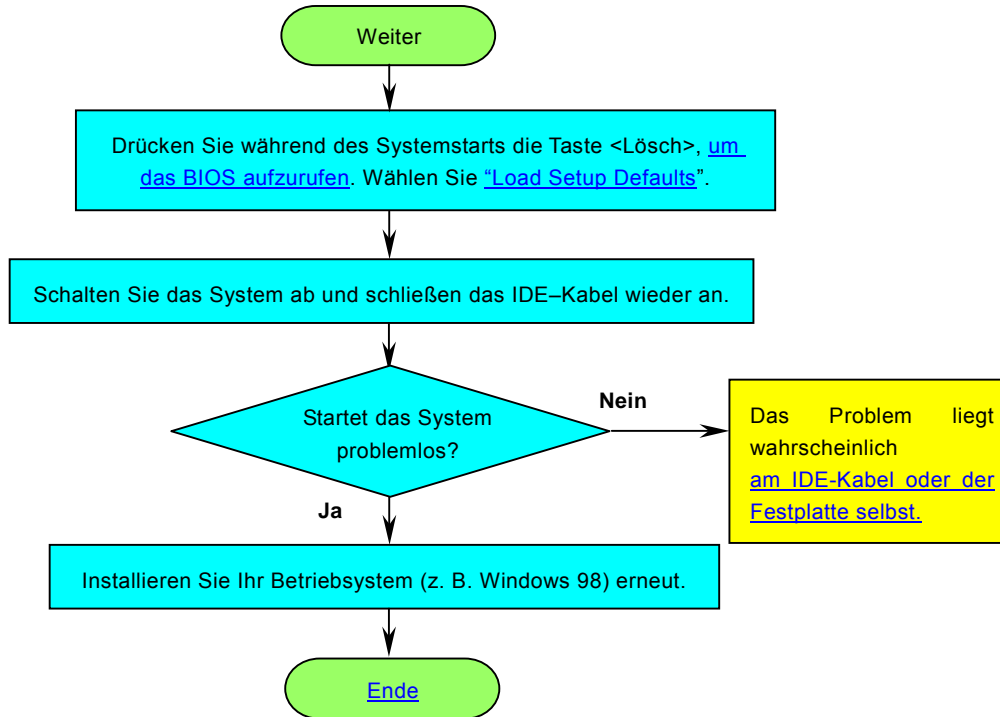 Weiter
Drücken Sie während des Systemstarts die Taste <Lösch>, um
das BIOS aufzurufen. Wählen Sie “Load Setup Defaults”.
Schalten Sie das System ab und schließen das IDE–Kabel wieder an.
Startet das System
problemlos?
Nein
Das Problem liegt
wahrscheinlich
am IDE-Kabel oder der
Festplatte selbst.
Ja
Installieren Sie Ihr Betriebsystem (z. B. Windows 98) erneut.
Ende